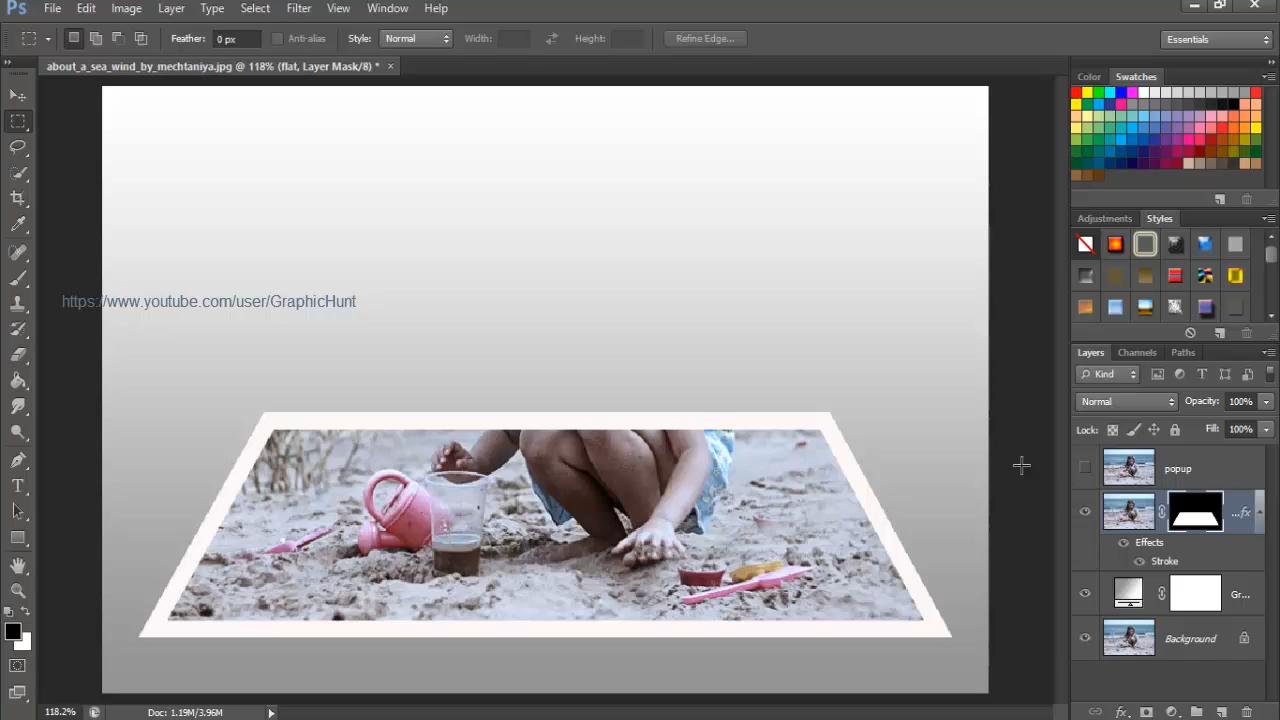 Ps File Edit Image Layer Type Select Filter View Window Help
Feather: 0 px Anti-alias Style: Normal Width: Height: Refine Edge... Essentials
about_a_sea_wind_by_mechtaniya.jpg @ 118% (flat, Layer Mask/8) * ×
Color Swatches
Adjustments Styles
https://www.youtube.com/user/GraphicHunt
Layers Channels Paths
Kind
Normal Opacity: 100%
Lock: Fill: 100%
popup
...fx
Effects
Stroke
Gr...
Background
118.2% Doc: 1.19M/3.96M